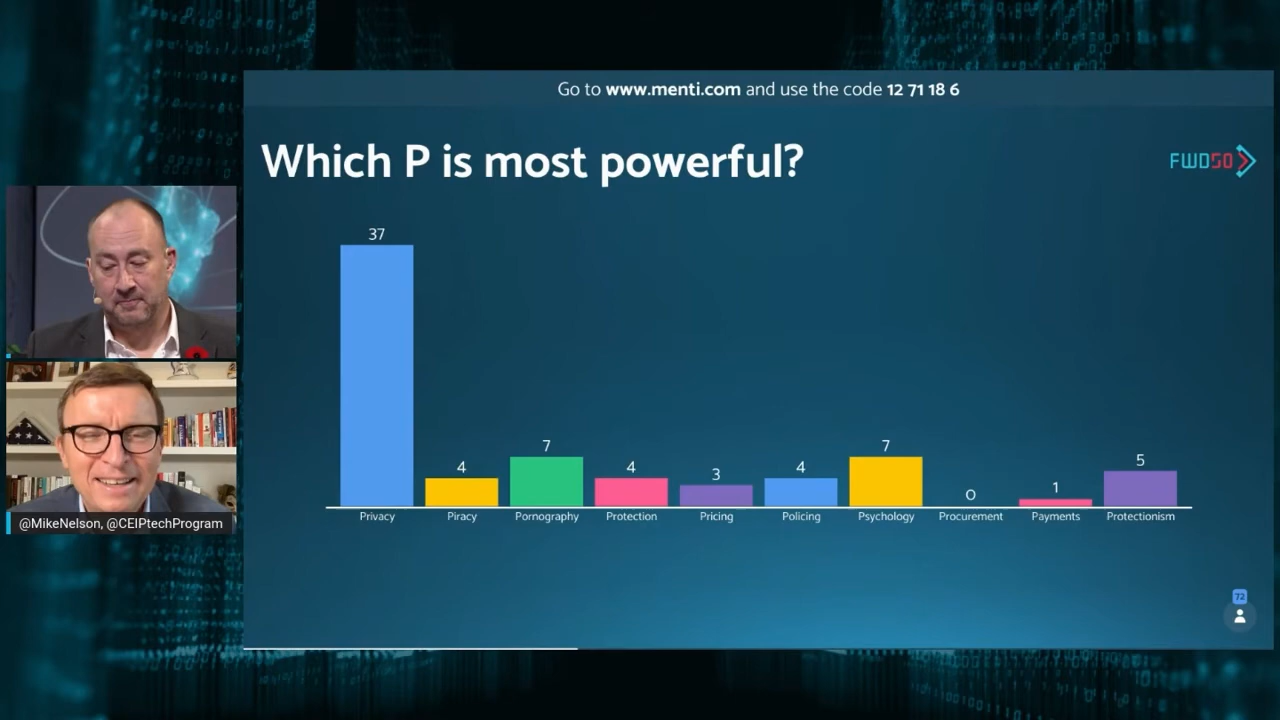 Go to www.menti.com and use the code 12 71 18 6
Which P is most powerful?
FWD50
37
4
7
4
3
4
7
0
1
5
Privacy
Piracy
Pornography
Protection
Pricing
Policing
Psychology
Procurement
Payments
Protectionism
@MikeNelson, @CEIPtechProgram
72